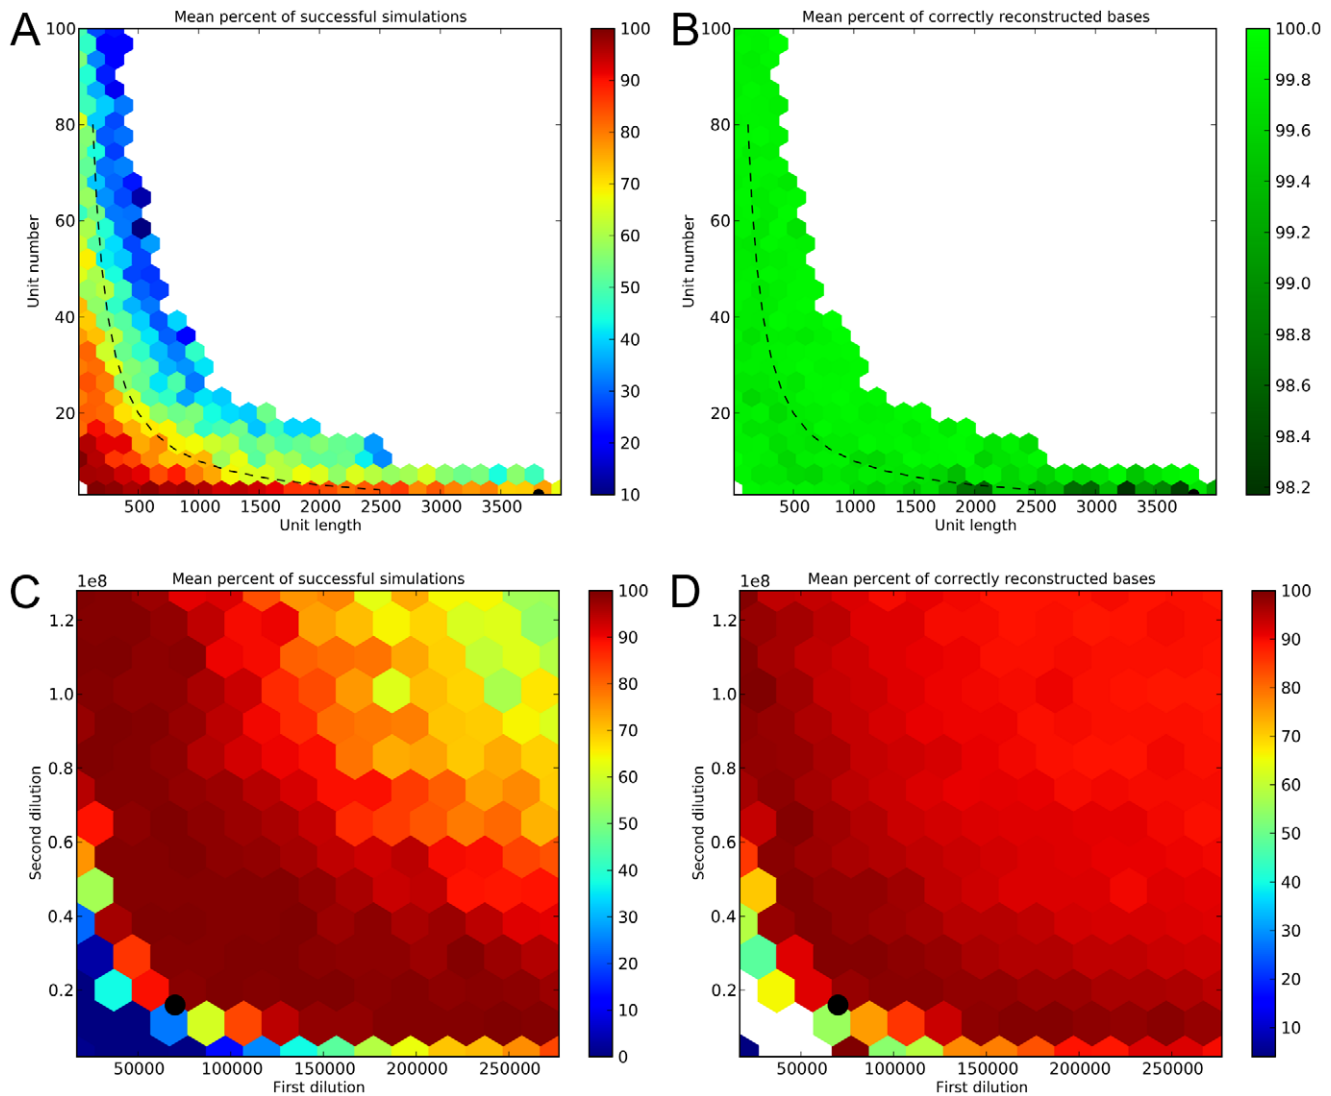 A
Mean percent of successful simulations
100
80
60
40
20
Unit number
500 1000 1500 2000 2500 3000 3500
Unit length
100
90
80
70
60
50
40
30
20
10
B
Mean percent of correctly reconstructed bases
100
80
60
40
20
Unit number
500 1000 1500 2000 2500 3000 3500
Unit length
100.0
99.8
99.6
99.4
99.2
99.0
98.8
98.6
98.4
98.2
C
1e8
Mean percent of successful simulations
1.2
1.0
0.8
0.6
0.4
0.2
Second dilution
50000 100000 150000 200000 250000
First dilution
100
90
80
70
60
50
40
30
20
10
0
D
1e8
Mean percent of correctly reconstructed bases
1.2
1.0
0.8
0.6
0.4
0.2
Second dilution
50000 100000 150000 200000 250000
First dilution
100
90
80
70
60
50
40
30
20
10